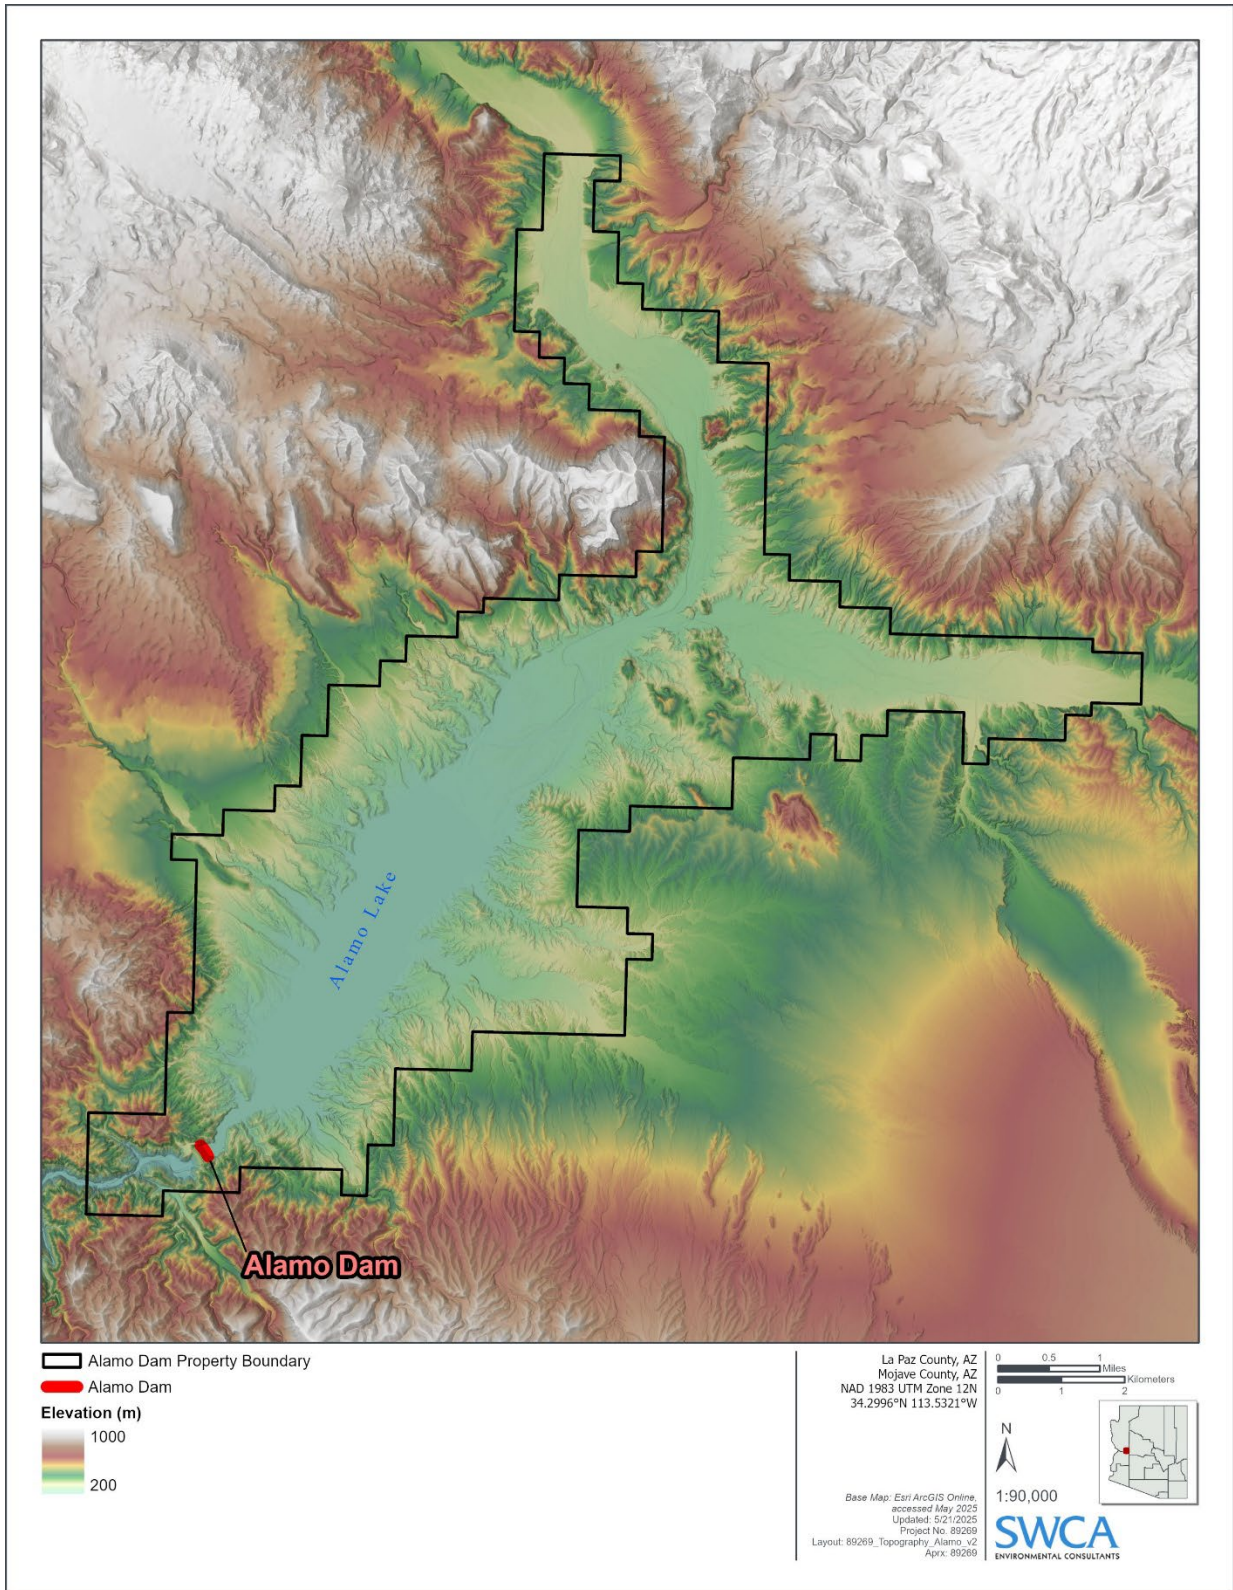 Alamo Lake
Alamo Dam
Alamo Dam Property Boundary
Alamo Dam
Elevation (m)
1000
200
La Paz County, AZ
Mojave County, AZ
NAD 1983 UTM Zone 12N
34.2996°N 113.5321°W
Base Map: Esri ArcGIS Online,
accessed May 2025
Updated: 5/21/2025
Project No. 89269
Layout: 89269_Topography_Alamo_v2
Aprx: 89269
0 0.5 1
Miles
Kilometers
0 1 2
N
1:90,000
SWCA
ENVIRONMENTAL CONSULTANTS